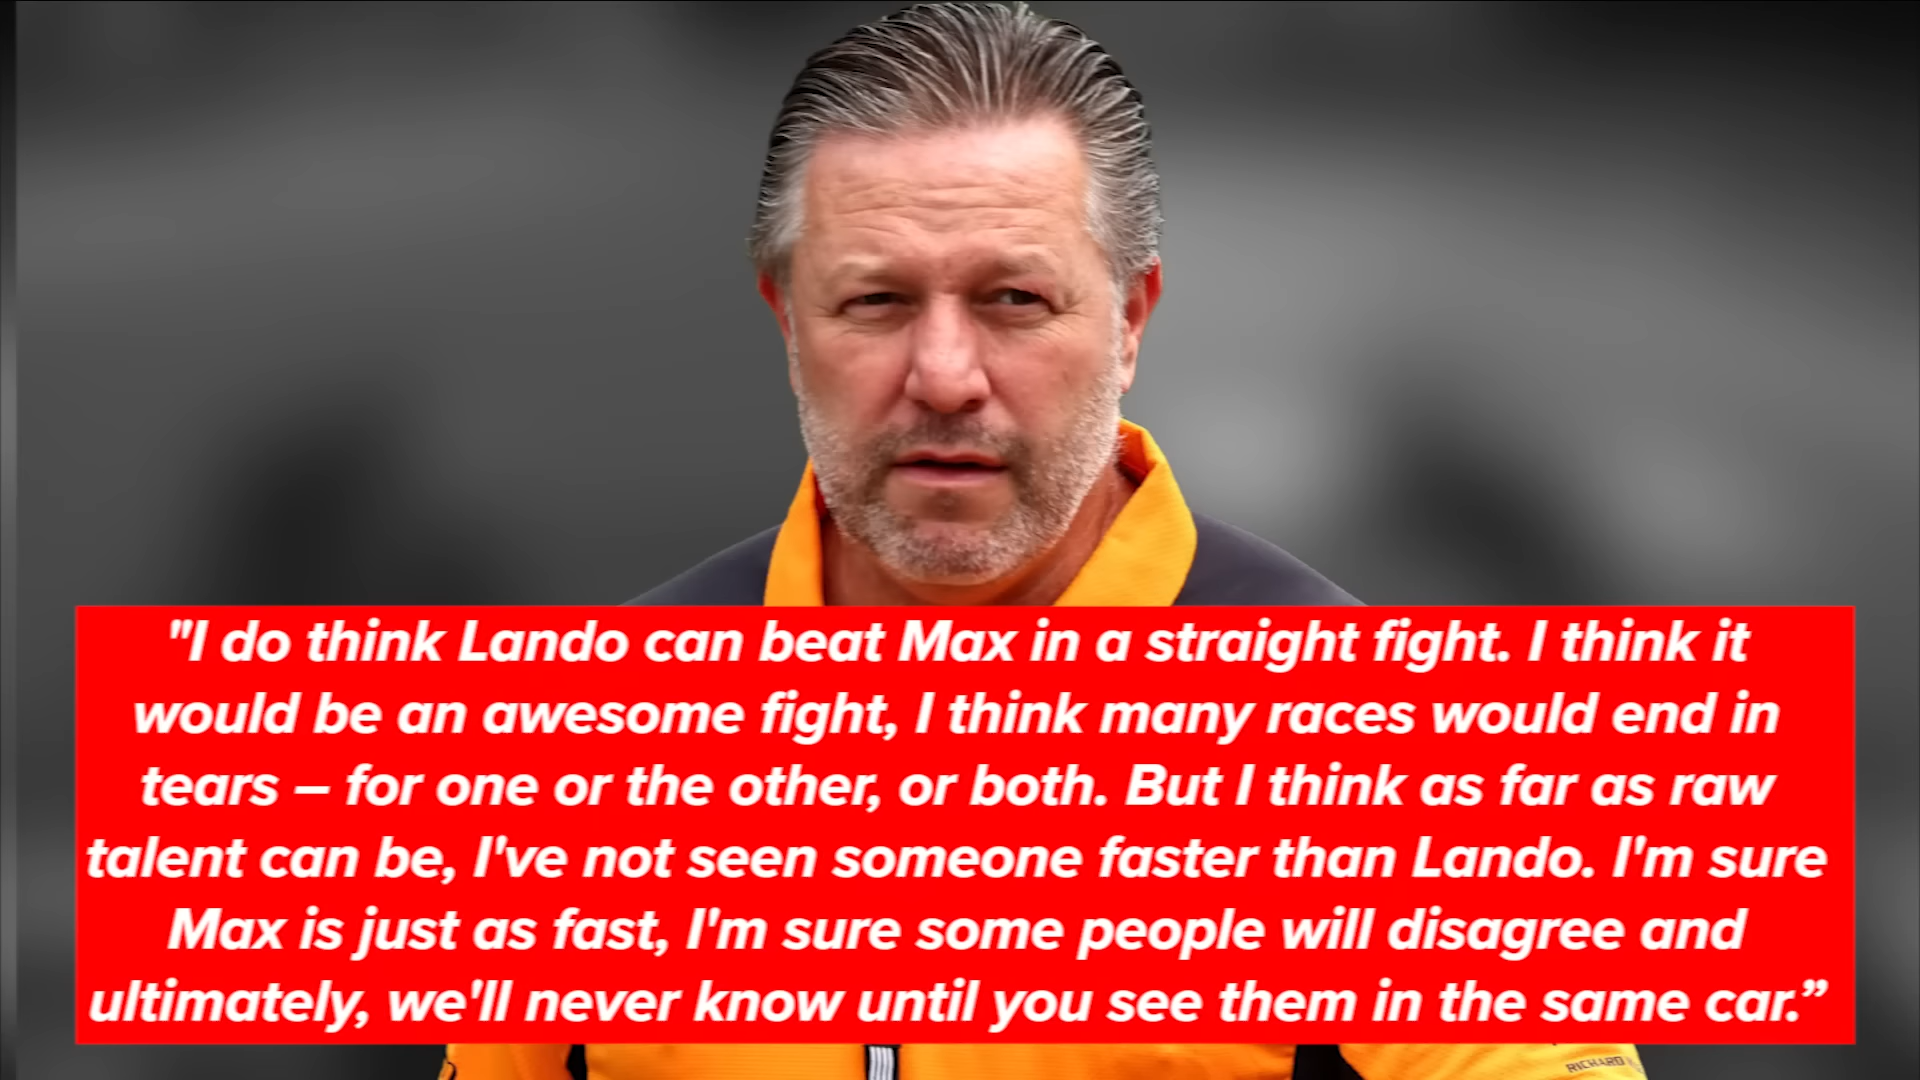 "I do think Lando can beat Max in a straight fight. I think it
would be an awesome fight, I think many races would end in
tears – for one or the other, or both. But I think as far as raw
talent can be, I've not seen someone faster than Lando. I'm sure
Max is just as fast, I'm sure some people will disagree and
ultimately, we'll never know until you see them in the same car.”
RICHARD